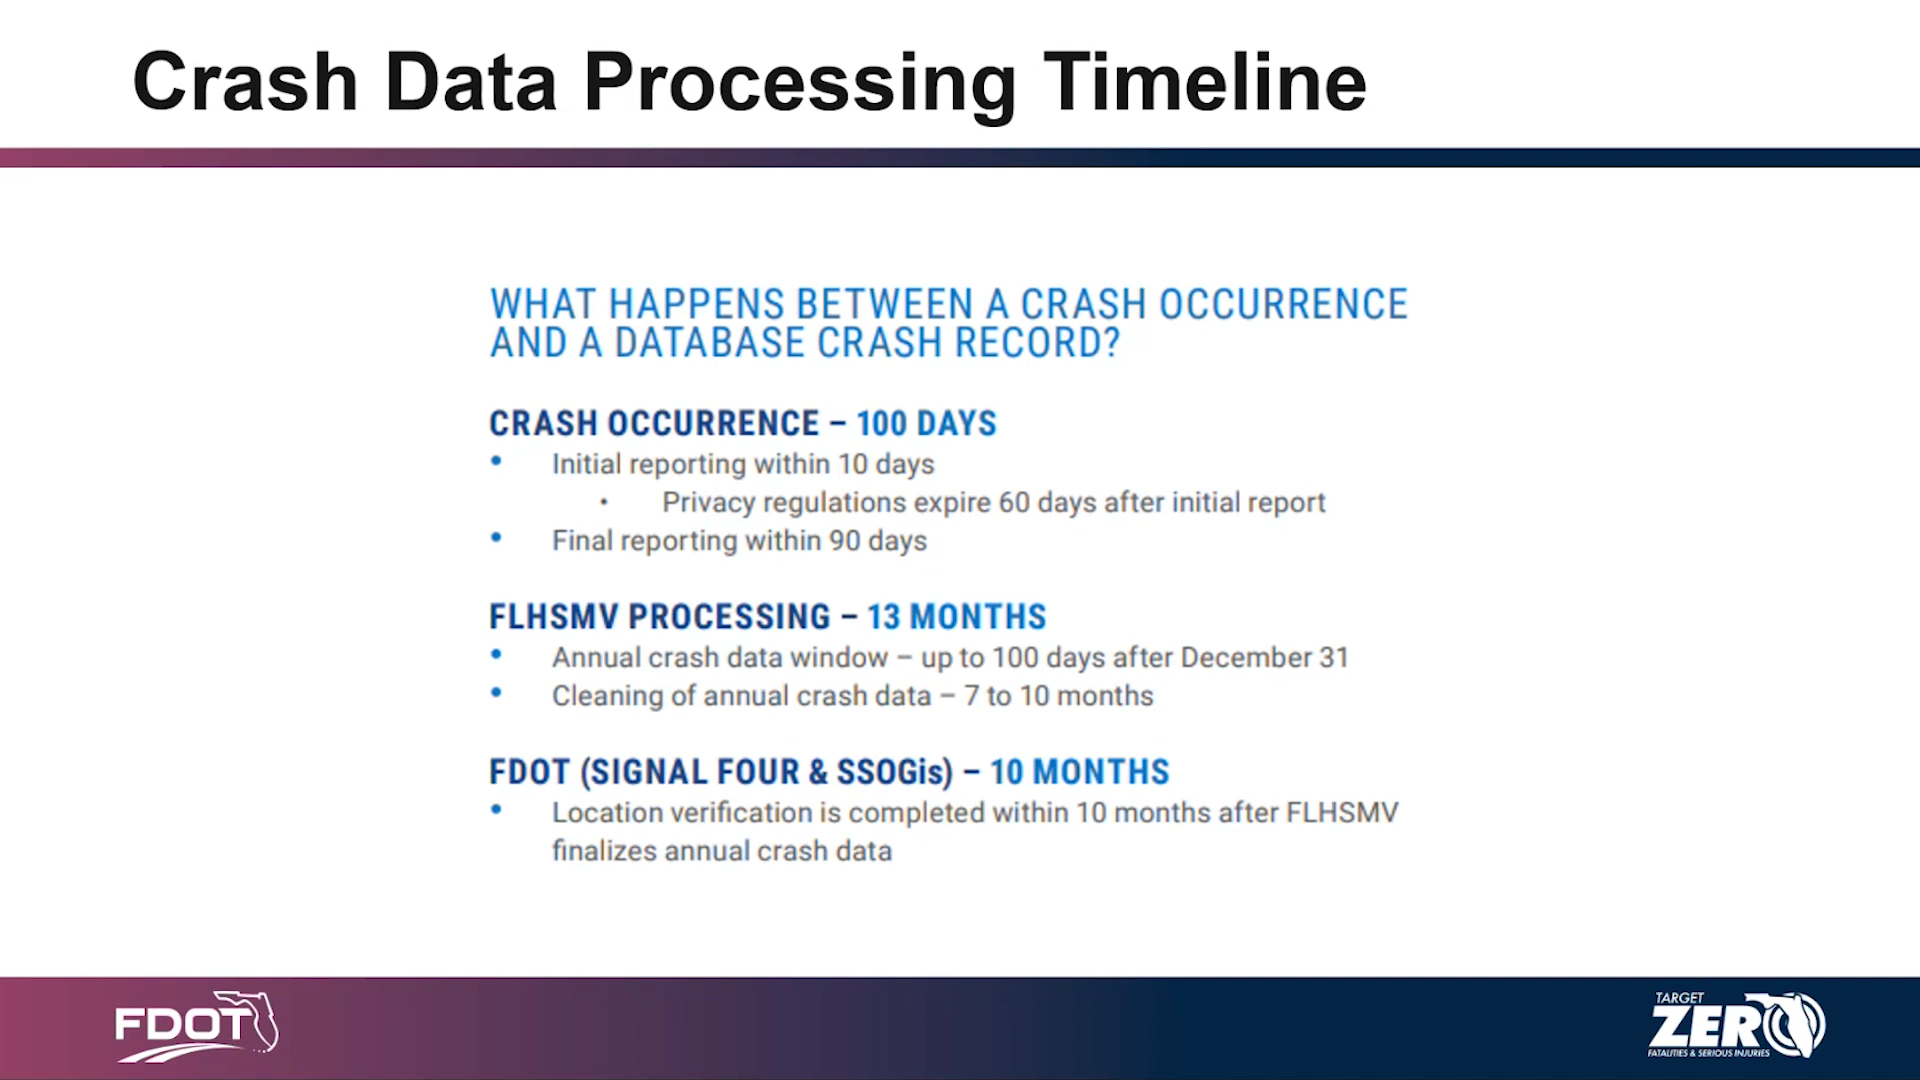 Crash Data Processing Timeline
WHAT HAPPENS BETWEEN A CRASH OCCURRENCE
AND A DATABASE CRASH RECORD?
CRASH OCCURRENCE – 100 DAYS
• Initial reporting within 10 days
• Privacy regulations expire 60 days after initial report
• Final reporting within 90 days
FLHSMV PROCESSING – 13 MONTHS
• Annual crash data window – up to 100 days after December 31
• Cleaning of annual crash data – 7 to 10 months
FDOT (SIGNAL FOUR & SSOGis) – 10 MONTHS
• Location verification is completed within 10 months after FLHSMV
finalizes annual crash data
FDOT
TARGET
ZERO
FATALITIES & SERIOUS INJURIES